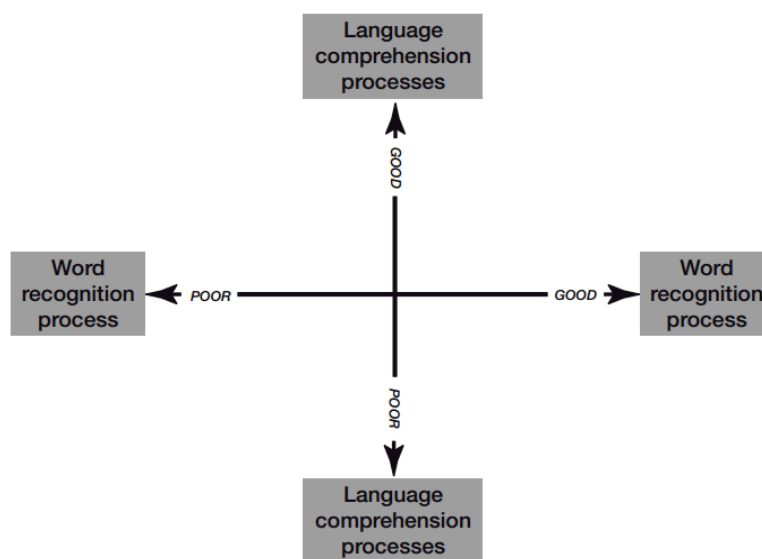 Language
comprehension
processes
GOOD
Word
recognition
process
POOR
GOOD
Word
recognition
process
POOR
Language
comprehension
processes